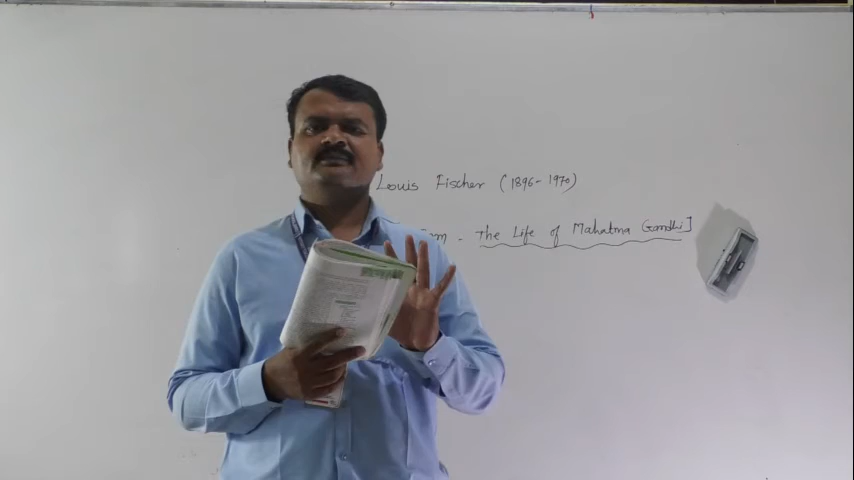 Louis Fischer (1896-1970)
- The Life of Mahatma Gandhi]